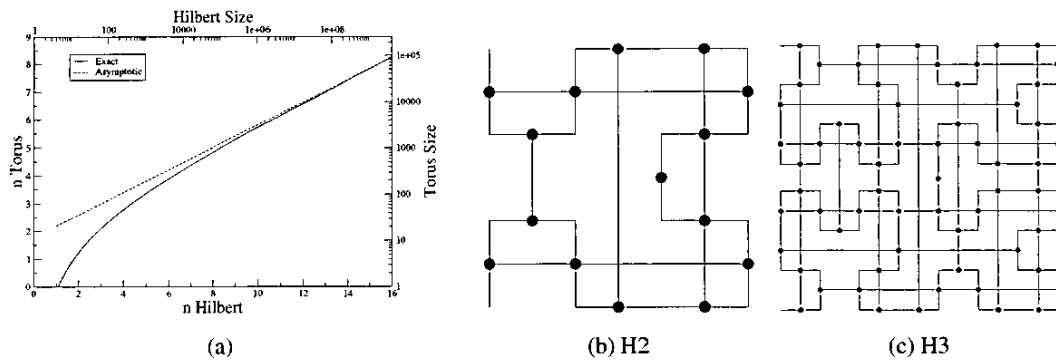 Hilbert Size
1 100 10000 1e+06 1e+08
9
8
7
6
5
4
3
2
1
0
n Torus
Exact
Asymptotic
1e+05
10000
1000
100
10
1
Torus Size
0 2 4 6 8 10 12 14 16
n Hilbert
(a)
(b) H2
(c) H3